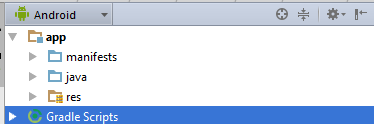 Android
app
manifests
java
res
Gradle Scripts